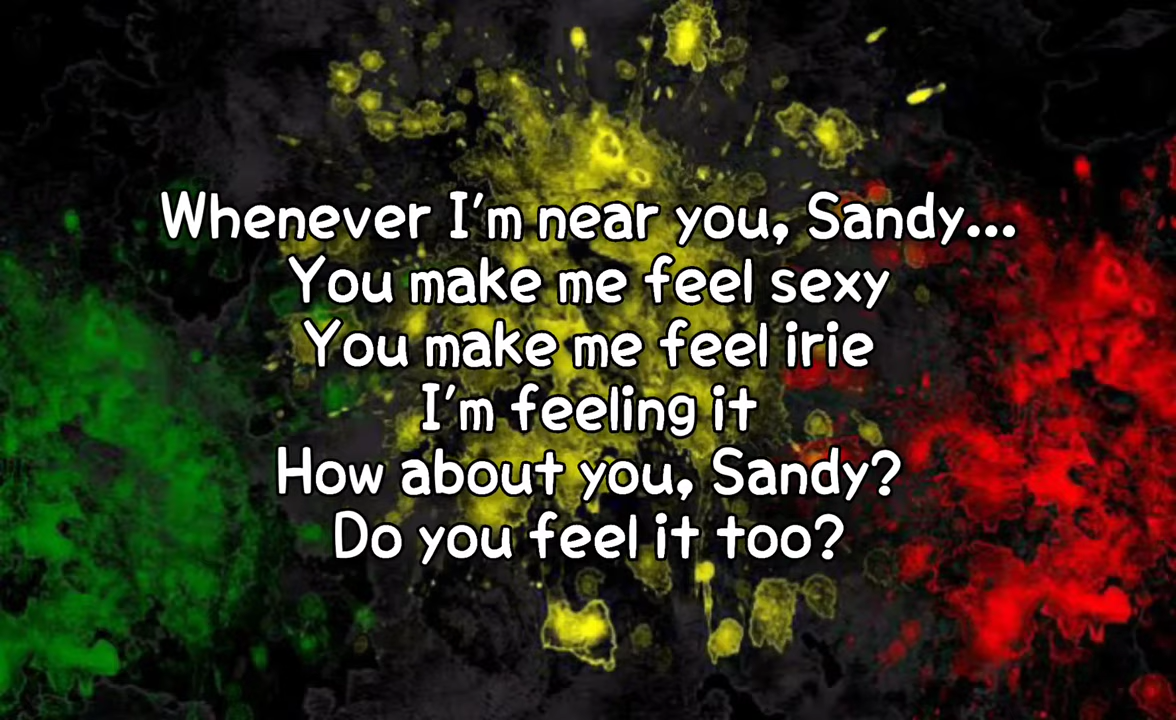 Whenever I'm near you, Sandy...
You make me feel sexy
You make me feel irie
I'm feeling it
How about you, Sandy?
Do you feel it too?